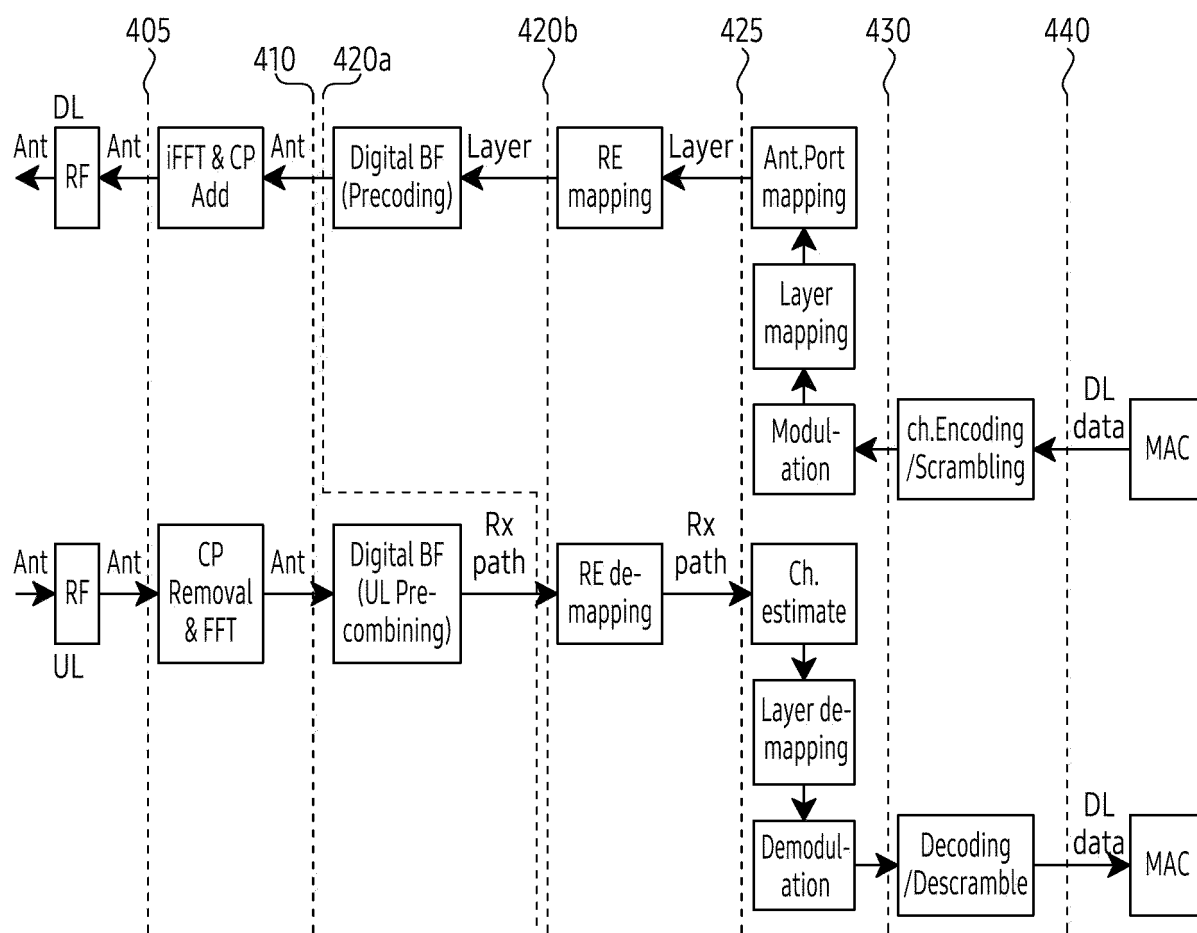 405
410
420a
420b
425
430
440
DL
Ant
RF
Ant
iFFT & CP
Add
Ant
Digital BF
(Precoding)
Layer
RE
mapping
Layer
Ant.Port
mapping
Layer
mapping
Modul-
ation
ch.Encoding
/Scrambling
DL
data
MAC
Ant
RF
UL
Ant
CP
Removal
& FFT
Ant
Digital BF
(UL Pre-
combining)
Rx
path
RE de-
mapping
Rx
path
Ch.
estimate
Layer de-
mapping
Demodul-
ation
Decoding
/Descramble
DL
data
MAC